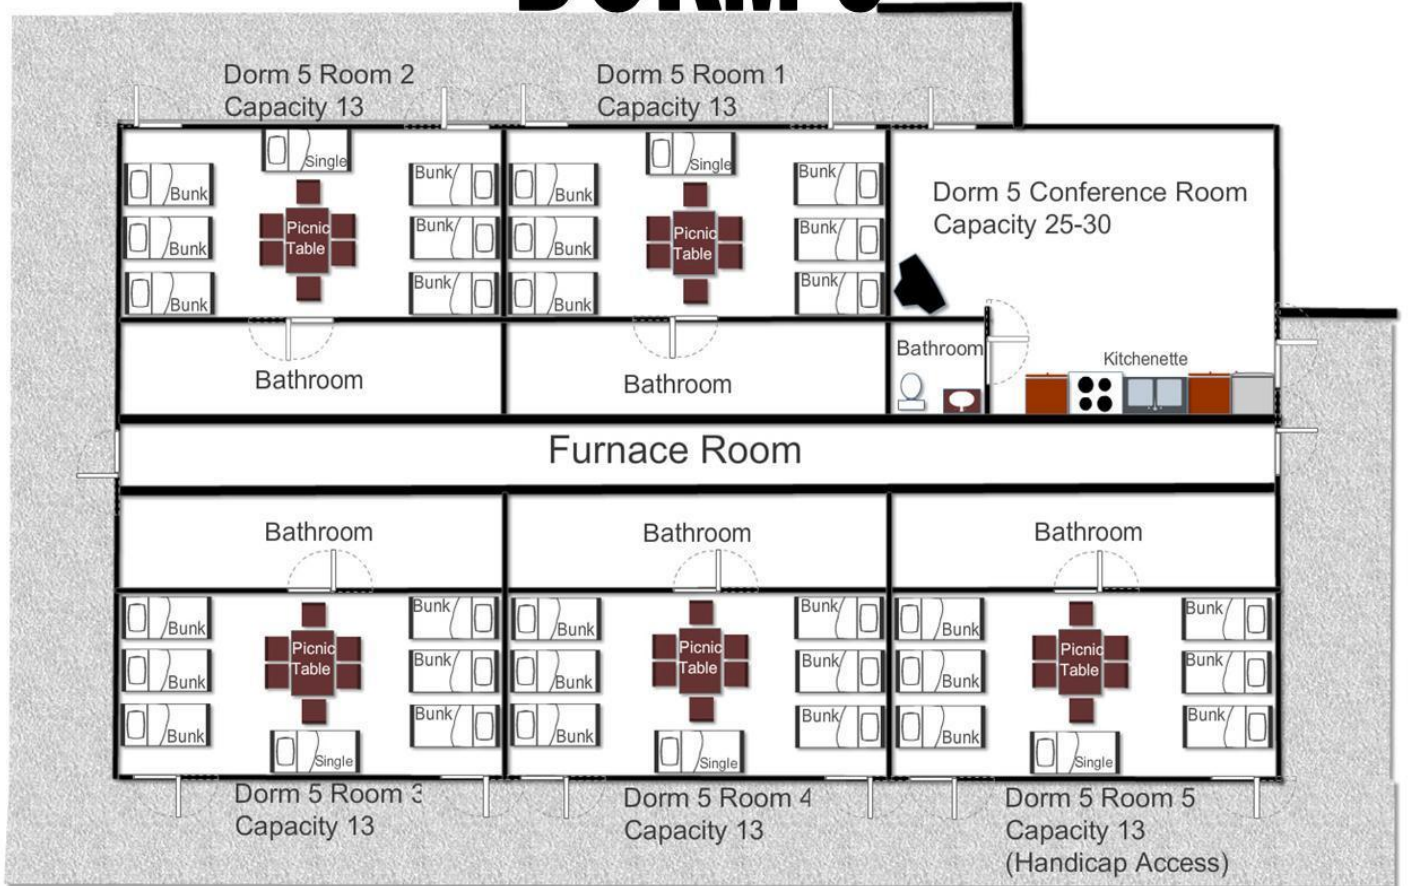 DORM 5
Dorm 5 Room 2
Capacity 13
Dorm 5 Room 1
Capacity 13
Single
Bunk
Bunk
Bunk
Picnic
Table
Bunk
Bunk
Bunk
Single
Bunk
Bunk
Bunk
Picnic
Table
Bunk
Bunk
Bunk
Dorm 5 Conference Room
Capacity 25-30
Bathroom
Bathroom
Bathroom
Kitchenette
Furnace Room
Bathroom
Bathroom
Bathroom
Bunk
Bunk
Bunk
Picnic
Table
Bunk
Bunk
Bunk
Single
Bunk
Bunk
Bunk
Picnic
Table
Bunk
Bunk
Bunk
Single
Bunk
Bunk
Bunk
Picnic
Table
Bunk
Bunk
Bunk
Single
Dorm 5 Room 3
Capacity 13
Dorm 5 Room 4
Capacity 13
Dorm 5 Room 5
Capacity 13
(Handicap Access)